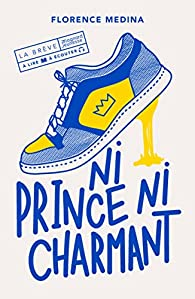 FLORENCE MEDINA
LA BRÈVE
À LIRE & À ÉCOUTER
NI
PRINCE NI
CHARMANT